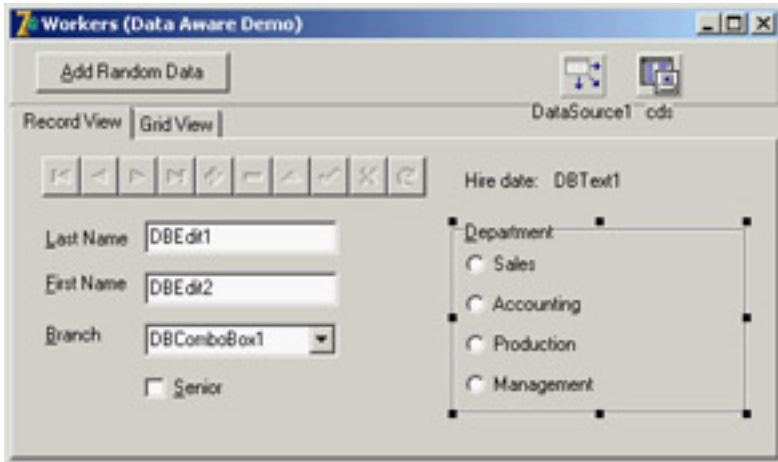 Workers (Data Aware Demo)
Add Random Data
DataSource1 cds
Record View Grid View
Hire date: DBText1
Last Name DBEdit1
First Name DBEdit2
Branch DBComboBox1
Senior
Department
Sales
Accounting
Production
Management